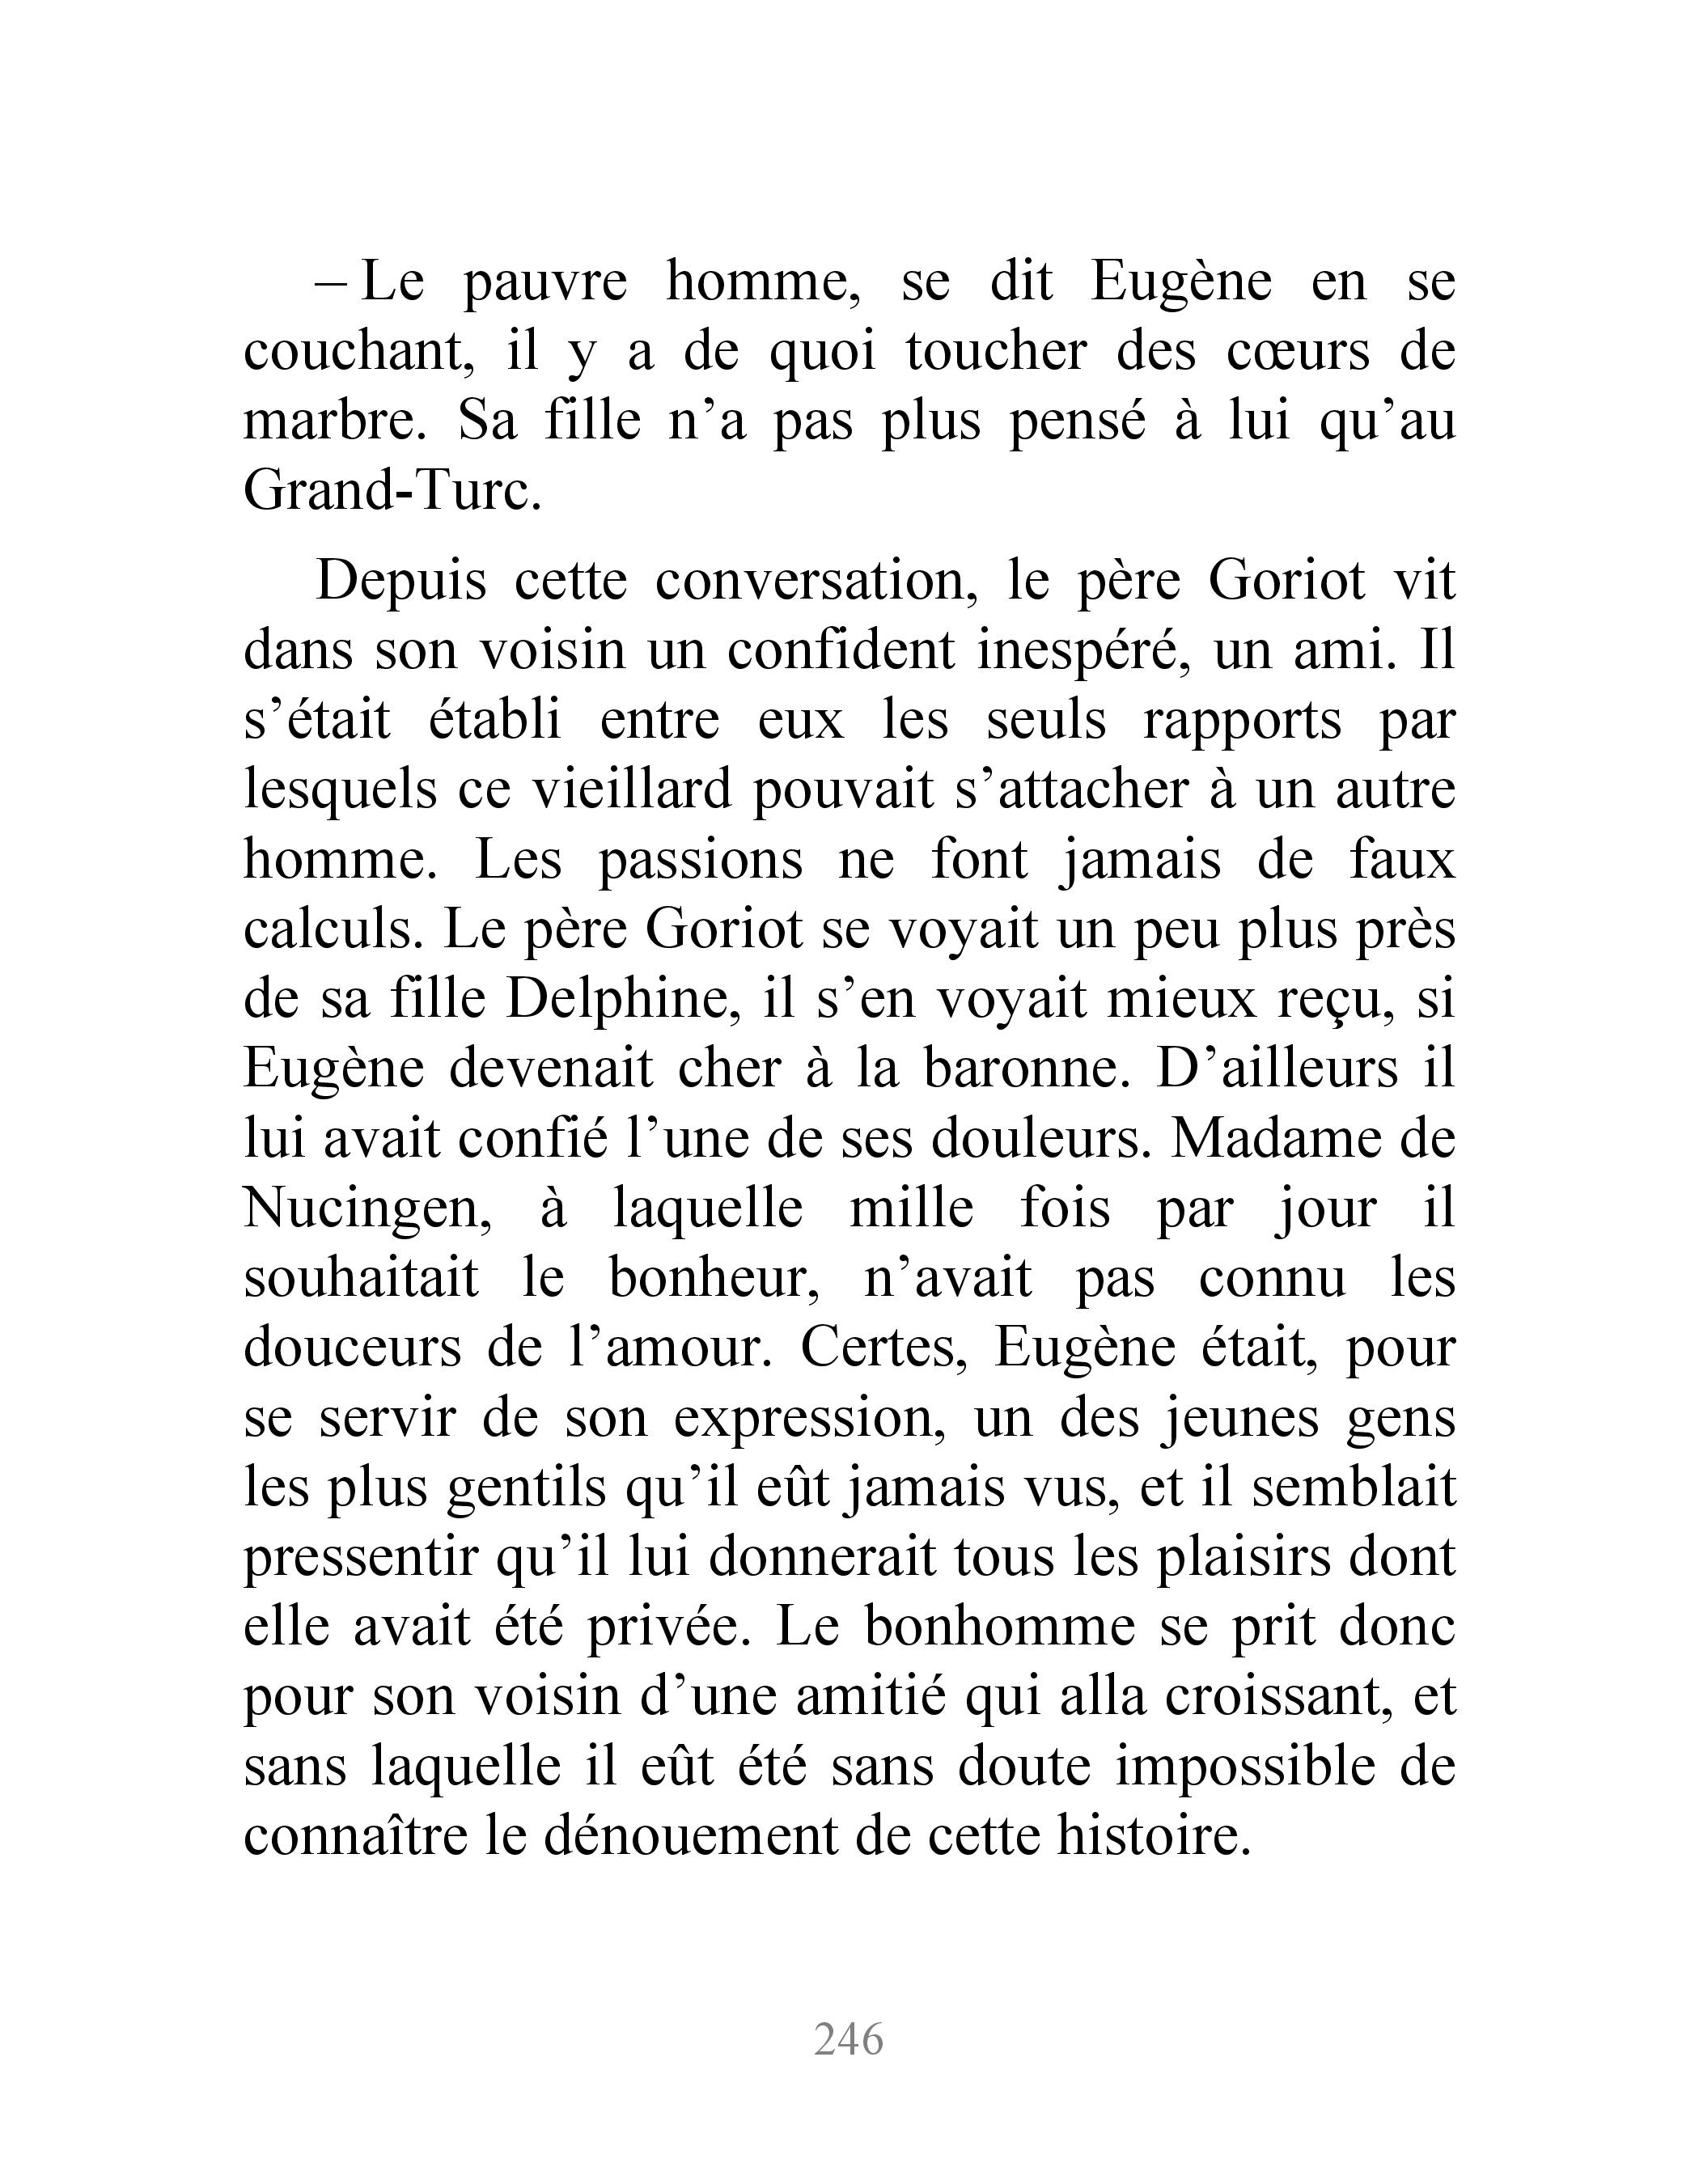 – Le pauvre homme, se dit Eugène en se
couchant, il y a de quoi toucher des cœurs de
marbre. Sa fille n’a pas plus pensé à lui qu’au
Grand-Turc.
Depuis cette conversation, le père Goriot vit
dans son voisin un confident inespéré, un ami. Il
s’était établi entre eux les seuls rapports par
lesquels ce vieillard pouvait s’attacher à un autre
homme. Les passions ne font jamais de faux
calculs. Le père Goriot se voyait un peu plus près
de sa fille Delphine, il s’en voyait mieux reçu, si
Eugène devenait cher à la baronne. D’ailleurs il
lui avait confié l’une de ses douleurs. Madame de
Nucingen, à laquelle mille fois par jour il
souhaitait le bonheur, n’avait pas connu les
douceurs de l’amour. Certes, Eugène était, pour
se servir de son expression, un des jeunes gens
les plus gentils qu’il eût jamais vus, et il semblait
pressentir qu’il lui donnerait tous les plaisirs dont
elle avait été privée. Le bonhomme se prit donc
pour son voisin d’une amitié qui alla croissant, et
sans laquelle il eût été sans doute impossible de
connaître le dénouement de cette histoire.
246